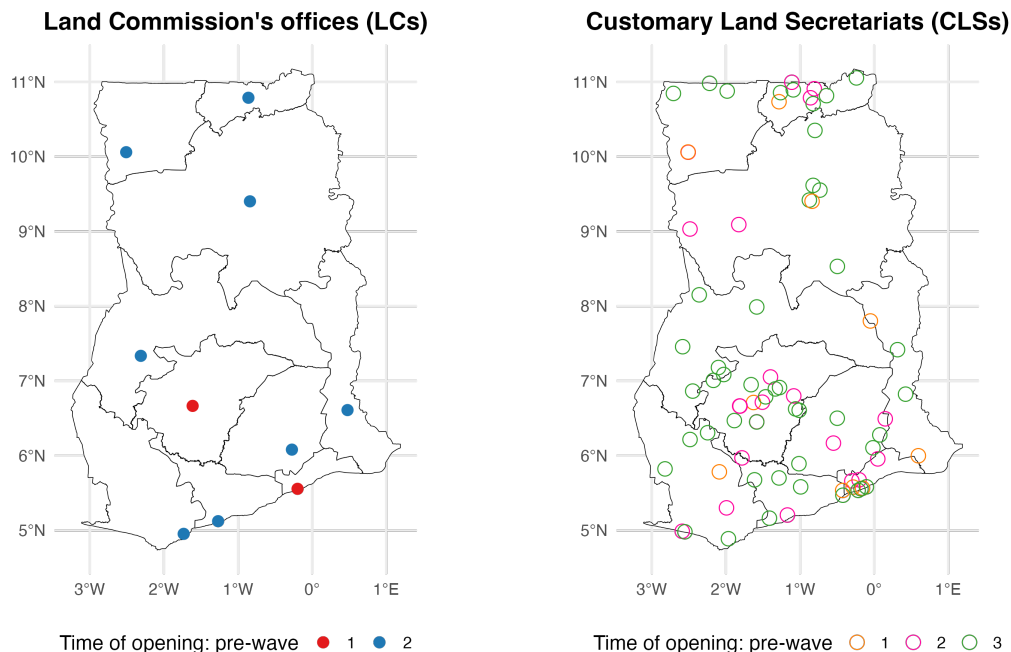 Land Commission's offices (LCs)
Customary Land Secretariats (CLSs)
11°N
10°N
9°N
8°N
7°N
6°N
5°N
3°W 2°W 1°W 0° 1°E
11°N
10°N
9°N
8°N
7°N
6°N
5°N
3°W 2°W 1°W 0° 1°E
Time of opening: pre-wave 1 2
Time of opening: pre-wave 1 2 3